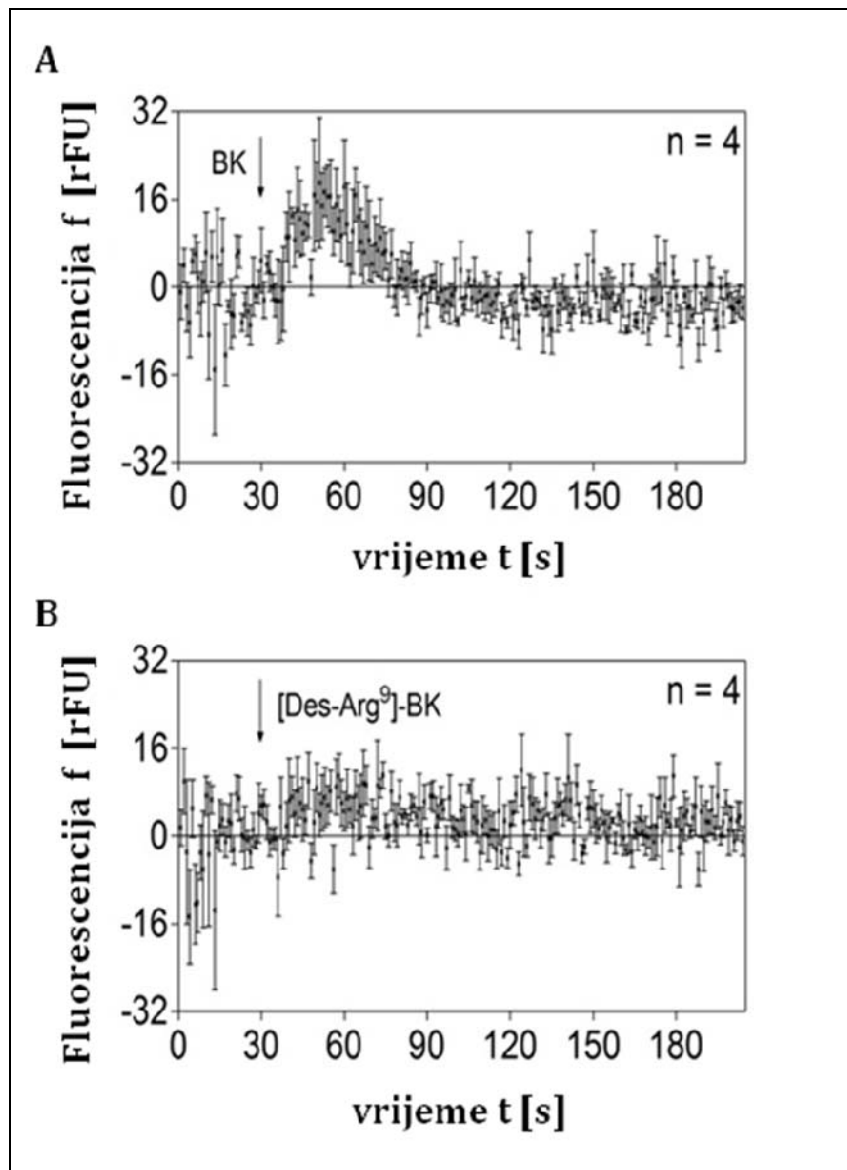 A
Fluorescencija f [rFU]
32
16
0
-16
-32
BK
n = 4
0 30 60 90 120 150 180
vrijeme t [s]
B
Fluorescencija f [rFU]
32
16
0
-16
-32
[Des-Arg⁹]-BK
n = 4
0 30 60 90 120 150 180
vrijeme t [s]